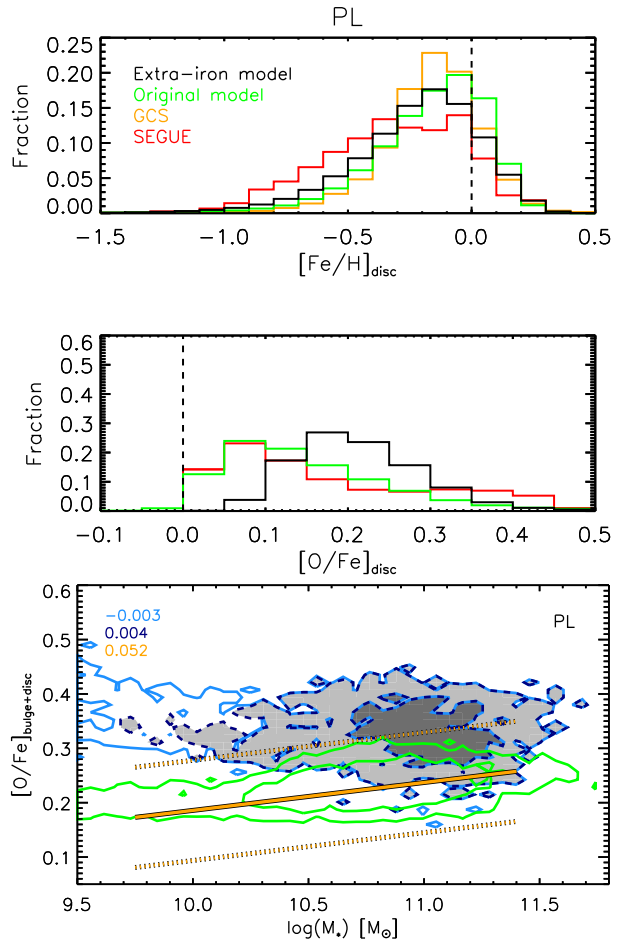 PL
0.25
0.20
0.15
0.10
0.05
0.00
Fraction
Extra-iron model
Original model
GCS
SEGUE
-1.5 -1.0 -0.5 0.0 0.5
[Fe/H]disc
0.6
0.5
0.4
0.3
0.2
0.1
0.0
Fraction
-0.1 0.0 0.1 0.2 0.3 0.4 0.5
[O/Fe]disc
0.6
0.5
0.4
0.3
0.2
0.1
[O/Fe]bulge+disc
-0.003
0.004
0.052
PL
9.5 10.0 10.5 11.0 11.5
log(M*) [M⊙]